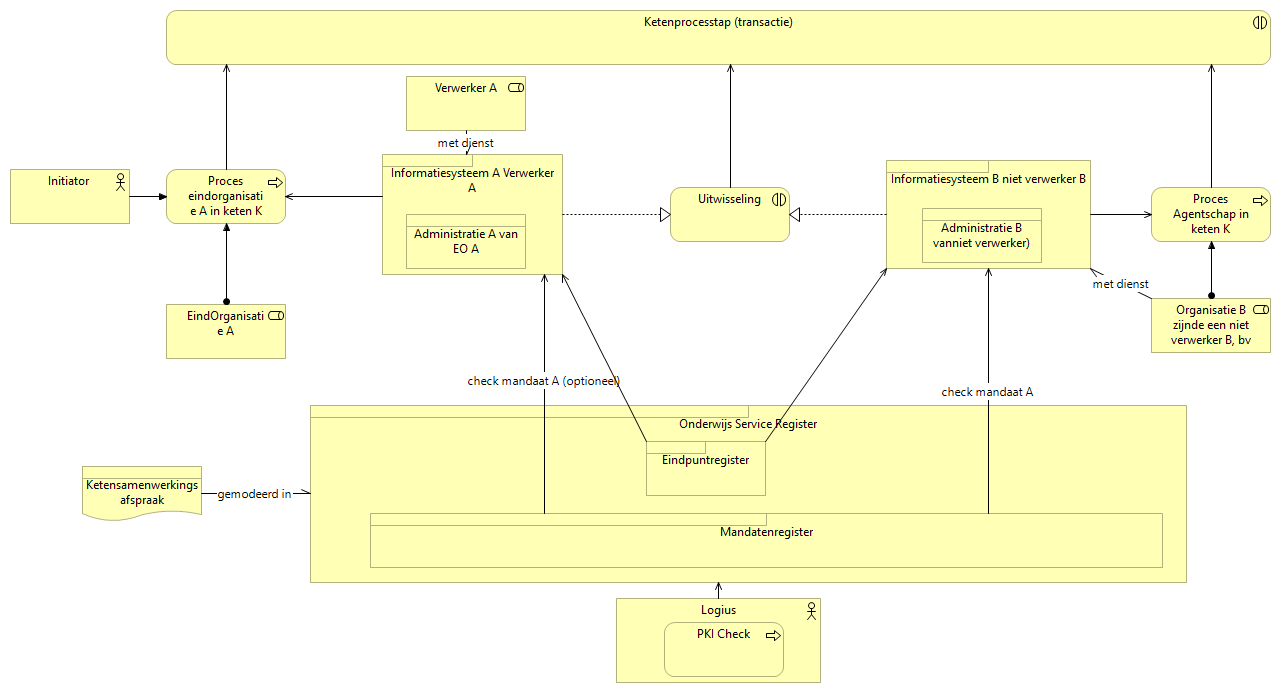 Ketenprocesstap (transactie)
Verwerker A
met dienst
Initiator
Proces
eindorganisati
e A in keten K
Informatiesysteem A Verwerker
A
Administratie A van
EO A
Uitwisseling
Informatiesysteem B niet verwerker B
Administratie B
vanniet verwerker)
Proces
Agentschap in
keten K
met dienst
EindOrganisati
e A
Organisatie B
zijnde een niet
verwerker B, bv
check mandaat A (optioneel)
check mandaat A
Onderwijs Service Register
Eindpuntregister
Ketensamenwerkings
afspraak
gemodeerd in
Mandatenregister
Logius
PKI Check